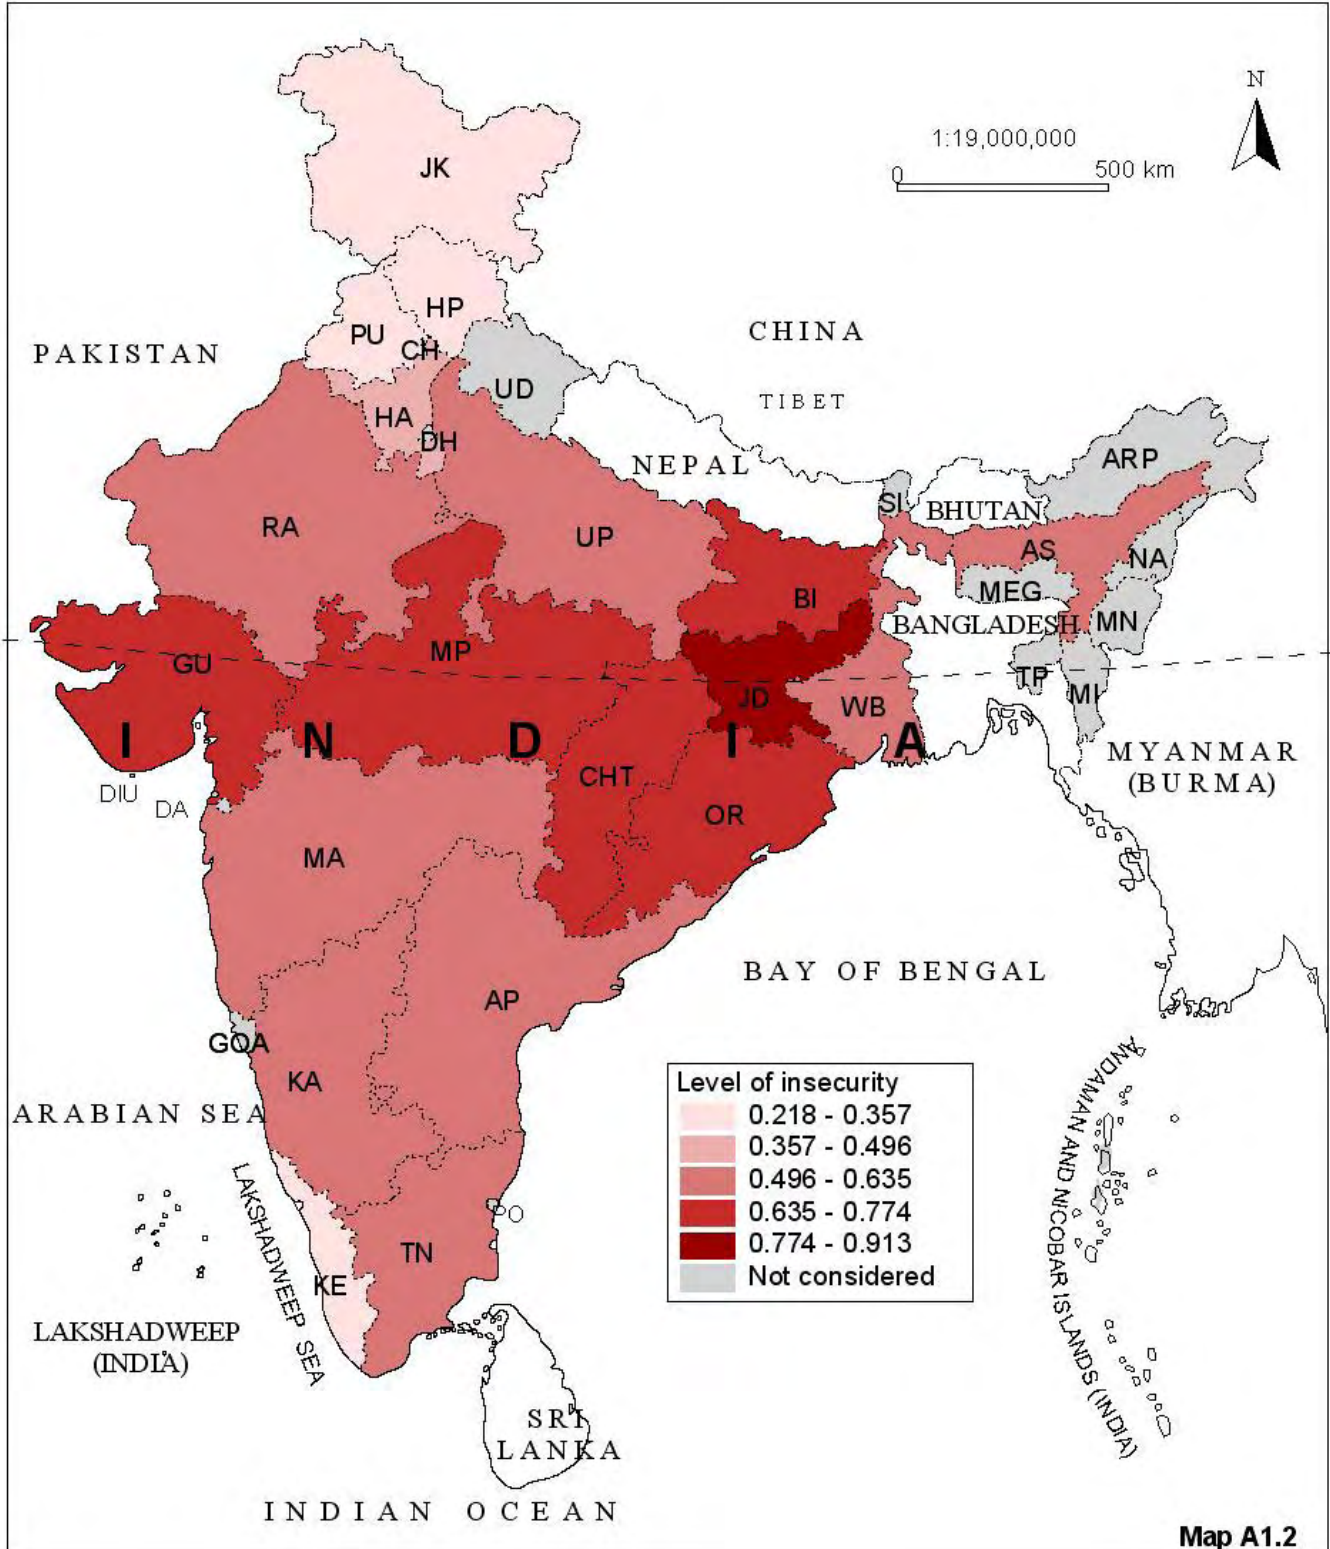 N
1:19,000,000
0
500 km
JK
HP
PU
CH
CHINA
PAKISTAN
UD
TIBET
HA
DH
NEPAL
ARP
SI
BHUTAN
RA
UP
AS
NA
MEG
BI
BANGLADESH
MN
MP
GU
TP
MI
JD
WB
I N D I A
MYANMAR
(BURMA)
CHT
DIU
DA
OR
MA
BAY OF BENGAL
AP
GOA
KA
ARABIAN SEA
Level of insecurity
0.218 - 0.357
0.357 - 0.496
0.496 - 0.635
0.635 - 0.774
0.774 - 0.913
Not considered
ANDAMAN AND NICOBAR ISLANDS (INDIA)
LAKSHADWEEP SEA
PO
TN
KE
LAKSHADWEEP
(INDIA)
SRI
LANKA
INDIAN OCEAN
Map A1.2